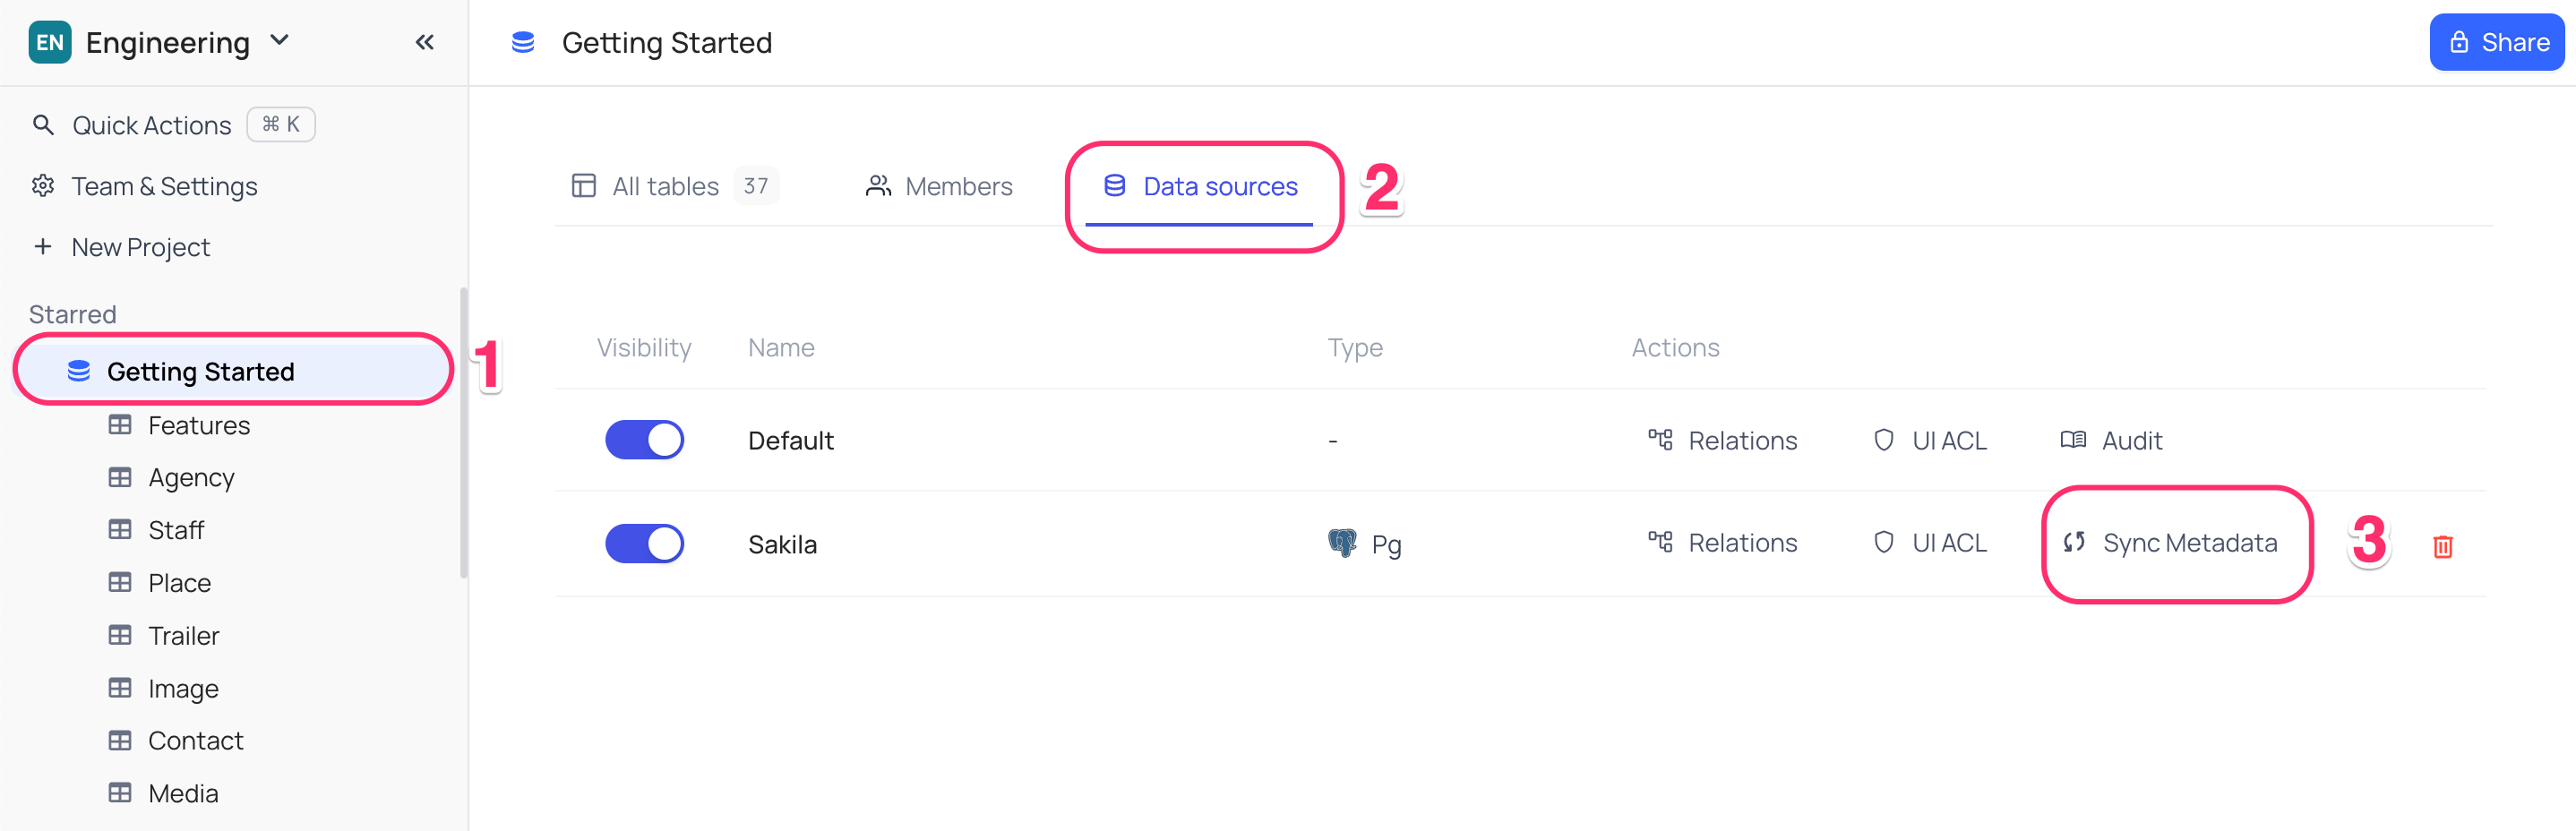 EN Engineering
Getting Started
Share
Quick Actions ⌘ K
Team & Settings
New Project
Starred
Getting Started
1
Features
Agency
Staff
Place
Trailer
Image
Contact
Media
All tables 37
Members
Data sources
2
Visibility Name Type Actions
Default - Relations UI ACL Audit
Sakila Pg Relations UI ACL Sync Metadata
3